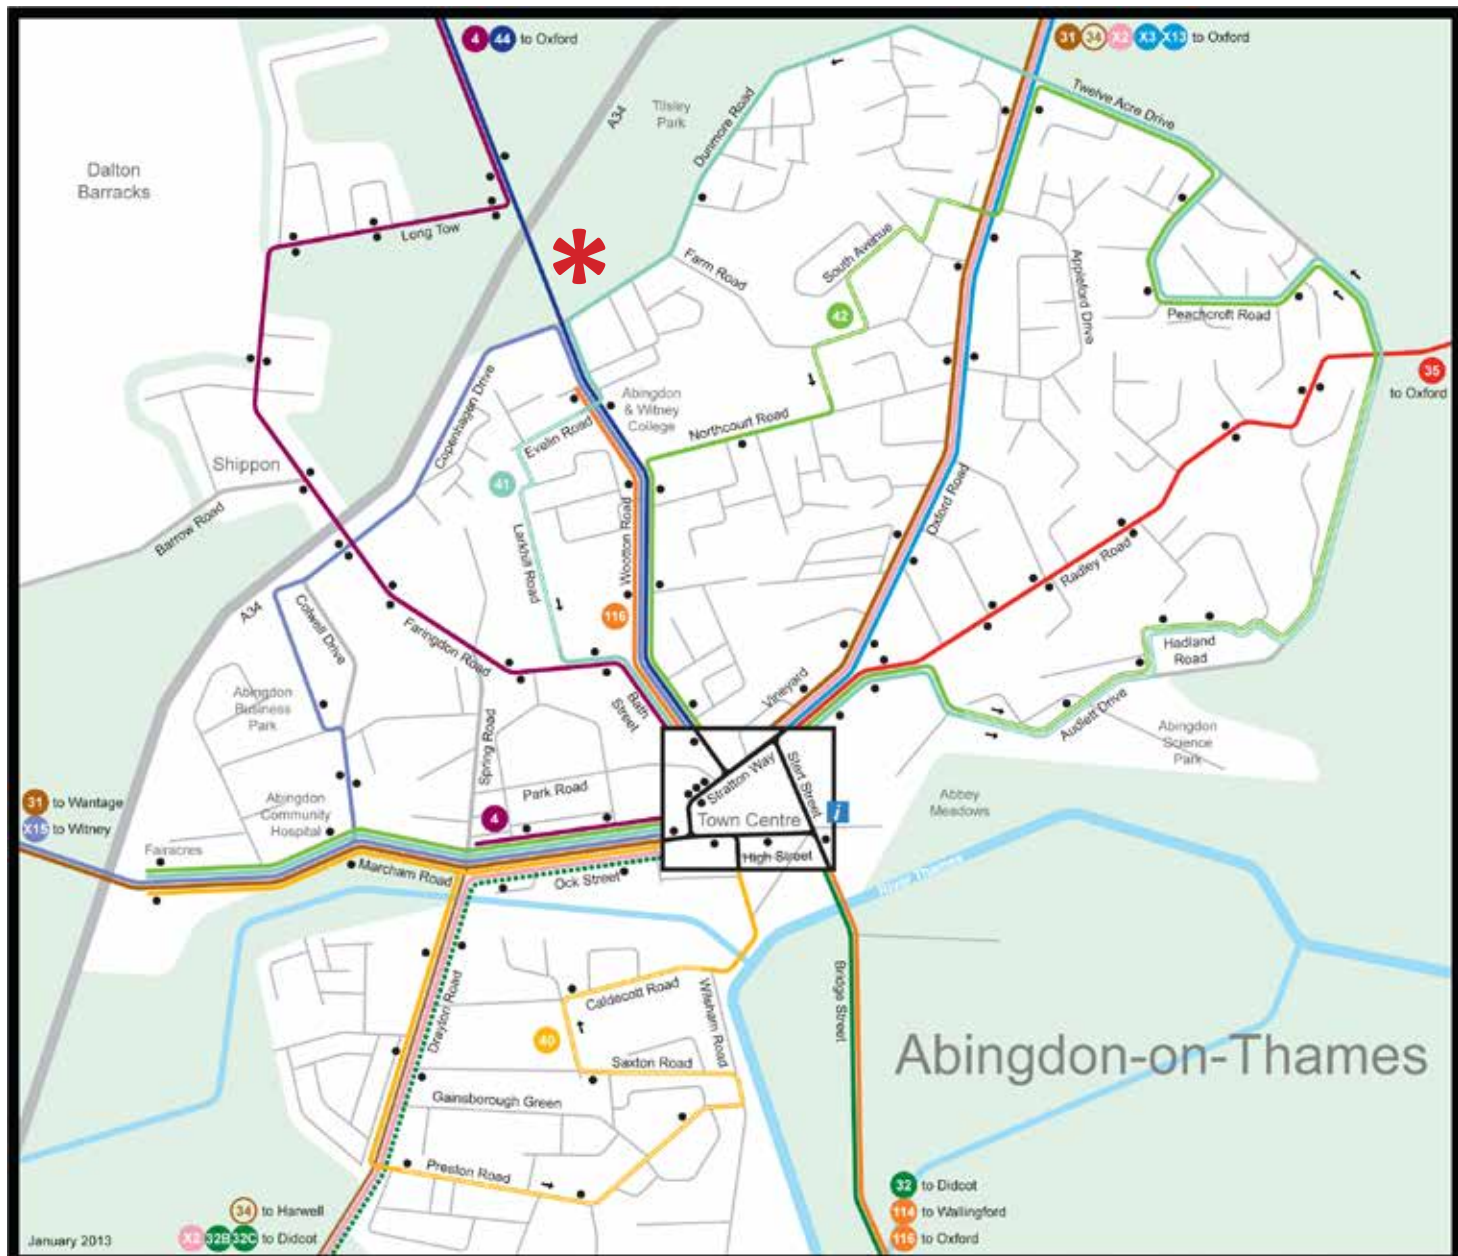 4 44 to Oxford
31 34 X2 X3 X13 to Oxford
A34
Tilsley
Park
Dunmore Road
Twelve Acre Drive
Dalton
Barracks
Long Tow
Farm Road
South Avenue
Appleford Drive
42
Peachcroft Road
35
to Oxford
Copenhagen Drive
Abingdon
& Witney
College
Evelin Road
Northcourt Road
Shippon
41
Barrow Road
Larkhill Road
Wootton Road
Oxford Road
Radley Road
A34
Colwell Drive
116
Faringdon Road
Hadland
Road
Abingdon
Business
Park
Bath
Street
Vineyard
Audlett Drive
Abingdon
Science
Park
Spring Road
Stratton Way
Stert Street
31 to Wantage
X15 to Witney
Park Road
Abingdon
Community
Hospital
4
Town Centre
i
Abbey
Meadows
Fairacres
Marcham Road
High Street
Ock Street
River Thames
Drayton Road
Caldecott Road
Wilsham Road
Bridge Street
40
Saxton Road
Abingdon-on-Thames
Gainsborough Green
Preston Road
32 to Didcot
34 to Harwell
114 to Wallingford
X2 32B 32C to Didcot
116 to Oxford
January 2013